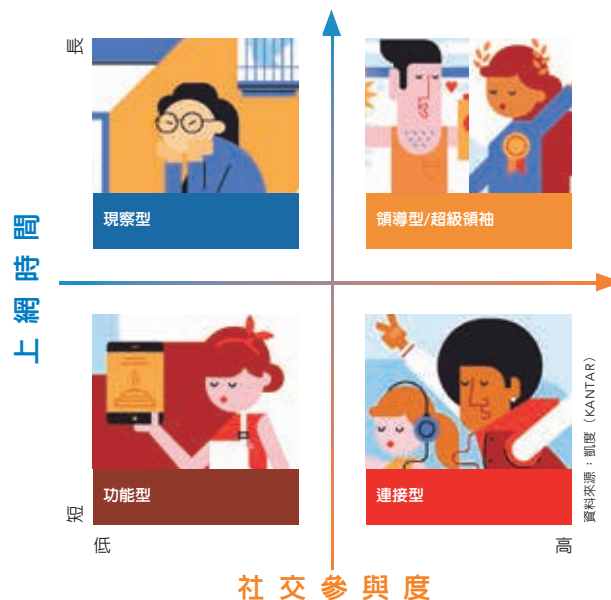 長
現察型
領導型/超級領袖
上網時間
功能型
連接型
資料來源：凱度（KANTAR）
短
低
高
社交參與度